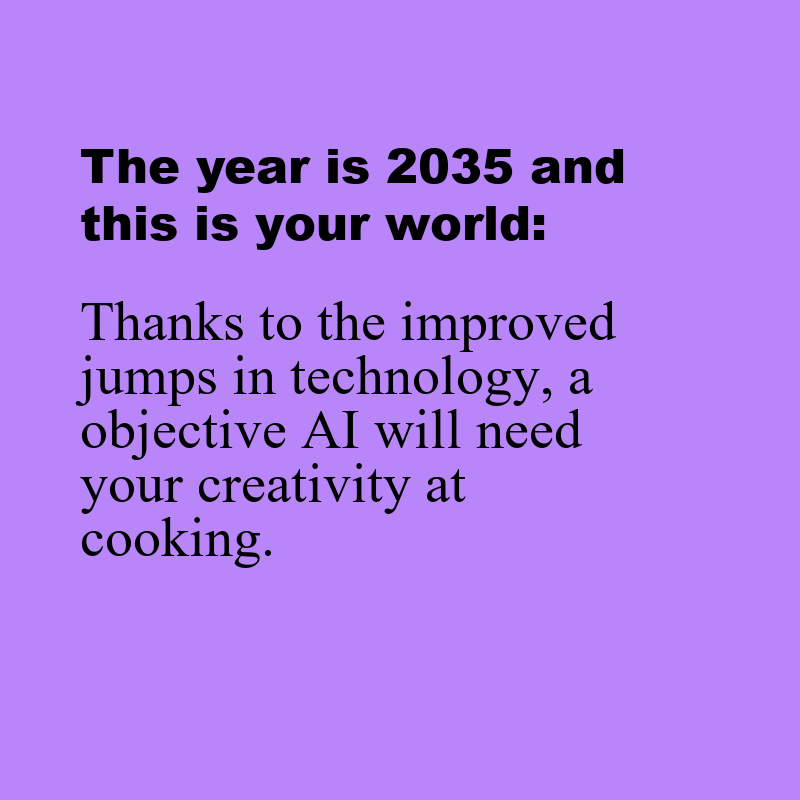 The year is 2035 and
this is your world:
Thanks to the improved
jumps in technology, a
objective AI will need
your creativity at
cooking.